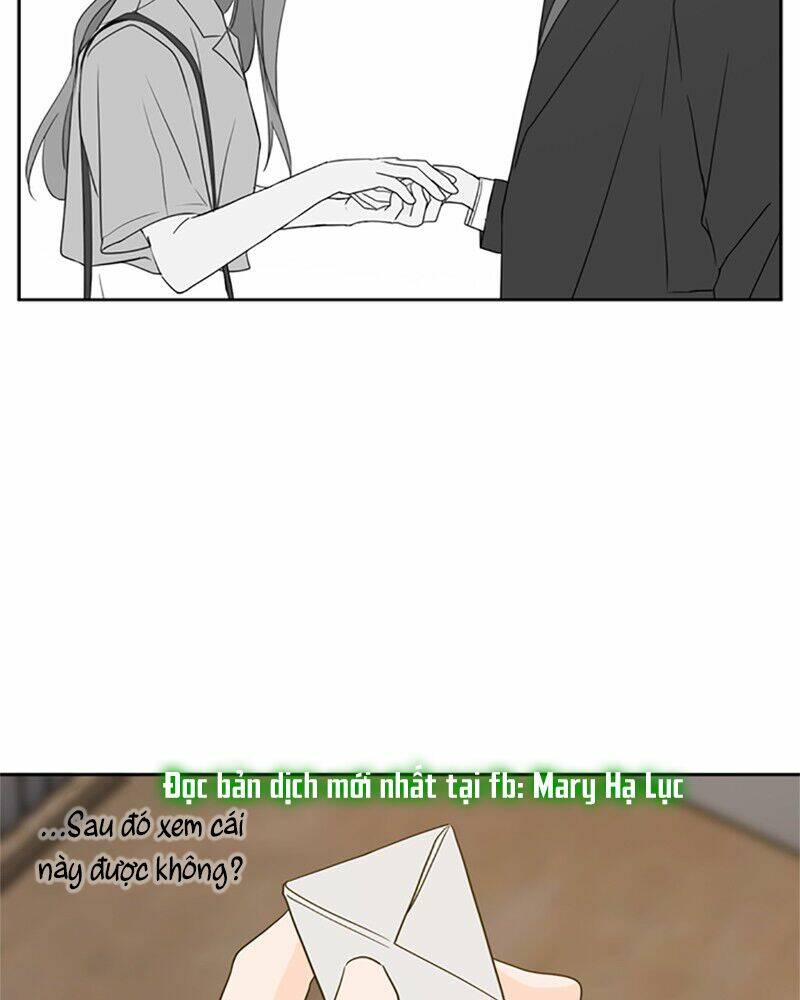 Đọc bản dịch mới nhất tại fb: Mary Hạ Lục
...Sau đó xem cái
này được không?